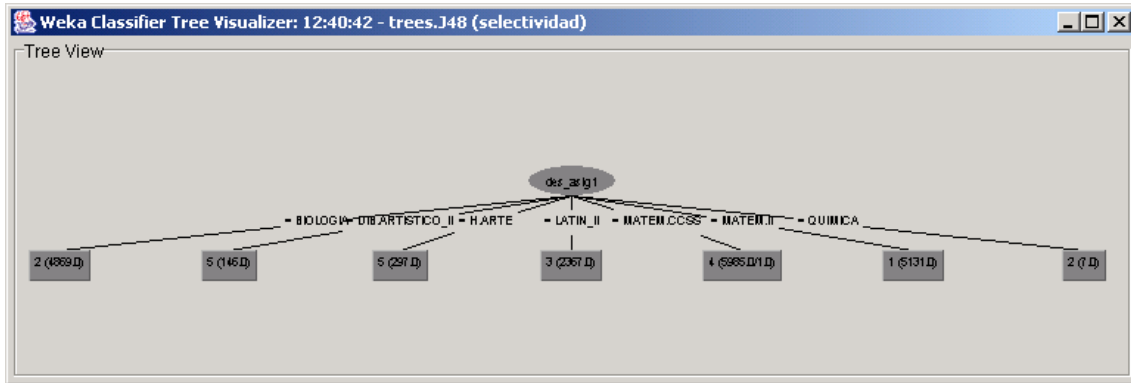 Weka Classifier Tree Visualizer: 12:40:42 - trees.J48 (selectividad)
Tree View
des_asig1
= BIOLOGIA = DIB.ARTISTICO_II = H.ARTE = LATIN_II = MATEM.CCSS = MATEM.II = QUIMICA
2 (4869.0) 5 (146.0) 5 (297.0) 3 (2367.0) 4 (5985.0/1.0) 1 (5131.0) 2 (7.0)